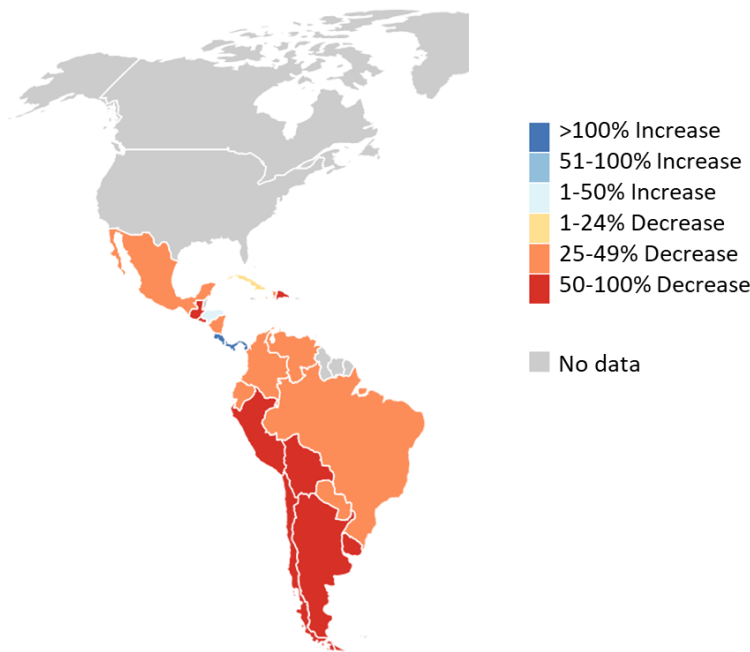 >100% Increase
51-100% Increase
1-50% Increase
1-24% Decrease
25-49% Decrease
50-100% Decrease
No data